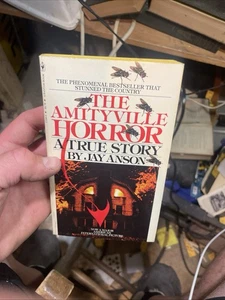 THE PHENOMENAL BESTSELLER THAT
STUNNED THE COUNTRY
THE
AMITYVILLE
HORROR
A TRUE STORY
BY JAY ANSON